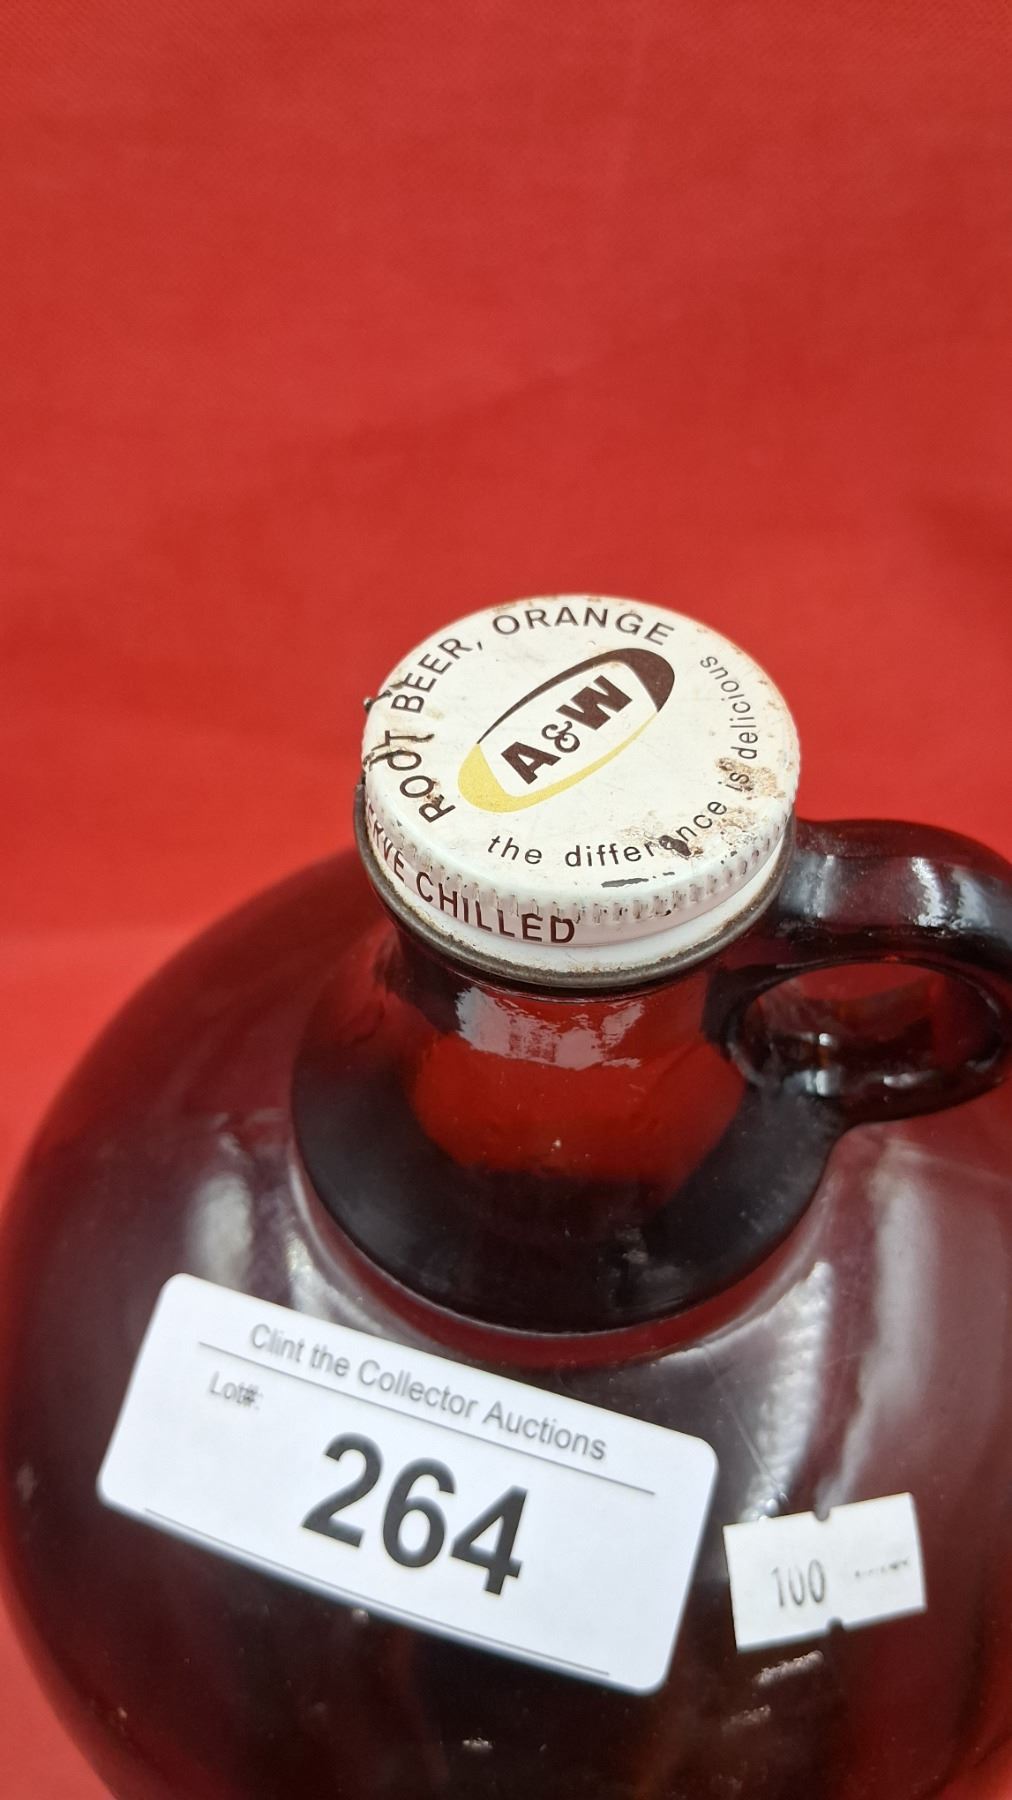 ROOT BEER, ORANGE
A&W
the difference is delicious
CHILLED
Clint the Collector Auctions
Lot#:
264
100